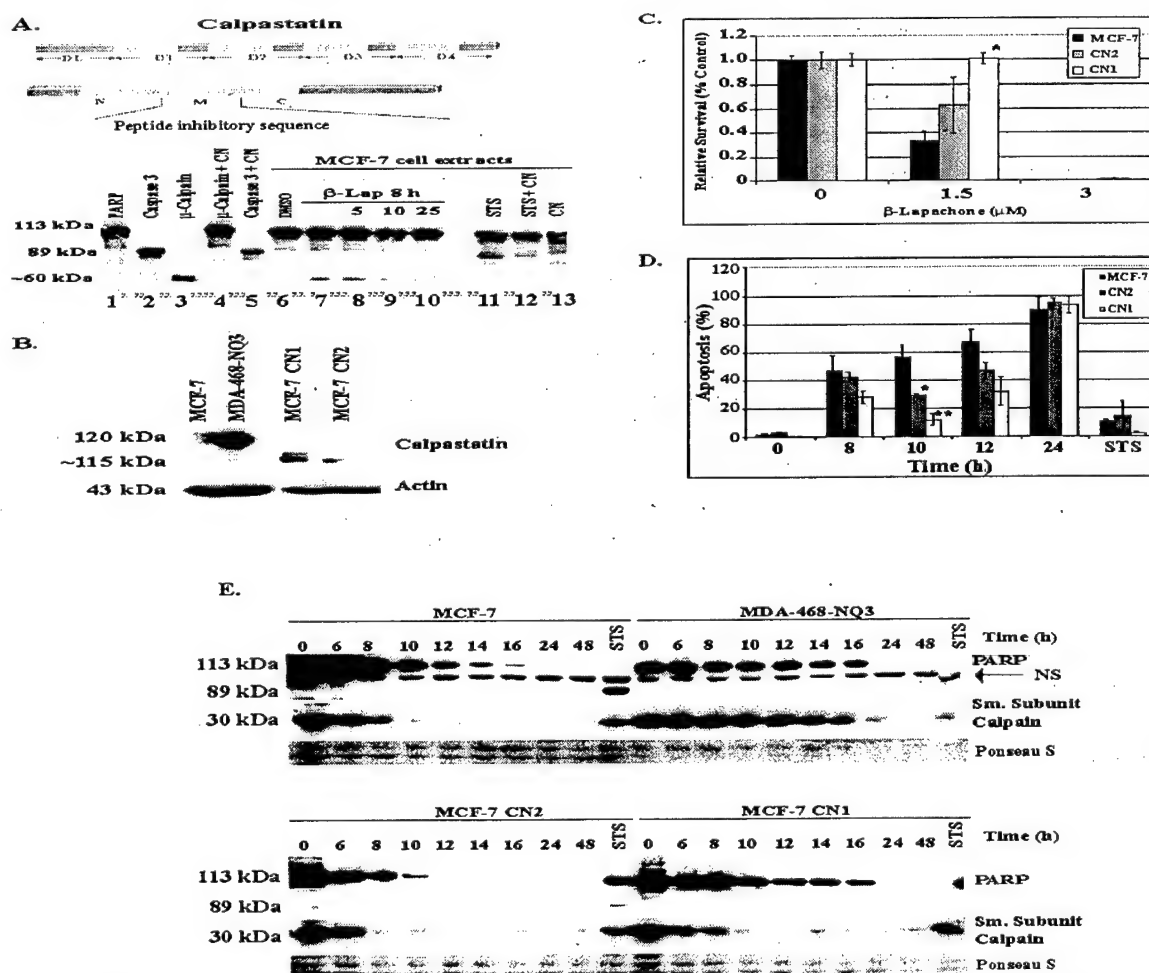 A.
Calpastatin
DL D1 D2 D3 D4
N M C
Peptide inhibitory sequence
MCF-7 cell extracts
β-Lap 8 h
PARP Caspase 3 μ-Calpain μ-Calpain + CN Caspase 3 + CN DMSO 5 10 25 STS STS + CN CN
113 kDa
89 kDa
~60 kDa
1 2 3 4 5 6 7 8 9 10 11 12 13
B.
MCF-7 MDA-468-NQ3 MCF-7 CN1 MCF-7 CN2
120 kDa
Calpastatin
~115 kDa
43 kDa Actin
C.
Relative Survival (% Control)
1.2
1.0
0.8
0.6
0.4
0.2
0
MCF-7
CN2
CN1
*
0 1.5 3
β-Lapachone (μM)
D.
Apoptosis (%)
120
100
80
60
40
20
0
MCF-7
CN2
CN1
*
**
0 8 10 12 24 STS
Time (h)
E.
MCF-7 MDA-468-NQ3
0 6 8 10 12 14 16 24 48 STS 0 6 8 10 12 14 16 24 48 STS Time (h)
113 kDa PARP
NS
89 kDa
30 kDa Sm. Subunit
Calpain
Ponseau S
MCF-7 CN2 MCF-7 CN1
0 6 8 10 12 14 16 24 48 STS 0 6 8 10 12 14 16 24 48 STS Time (h)
113 kDa PARP
89 kDa
30 kDa Sm. Subunit
Calpain
Ponseau S